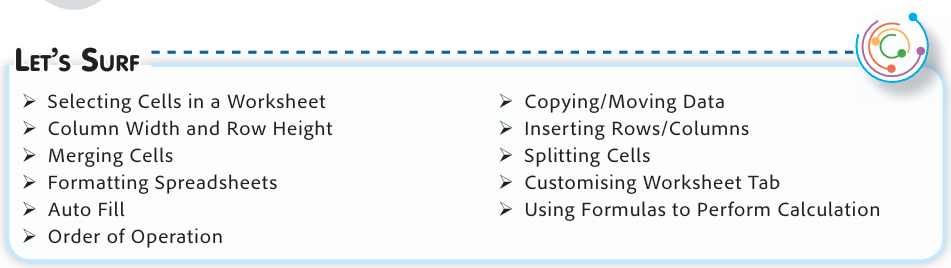 Let's Surf
➢ Selecting Cells in a Worksheet
➢ Column Width and Row Height
➢ Merging Cells
➢ Formatting Spreadsheets
➢ Auto Fill
➢ Order of Operation
➢ Copying/Moving Data
➢ Inserting Rows/Columns
➢ Splitting Cells
➢ Customising Worksheet Tab
➢ Using Formulas to Perform Calculation